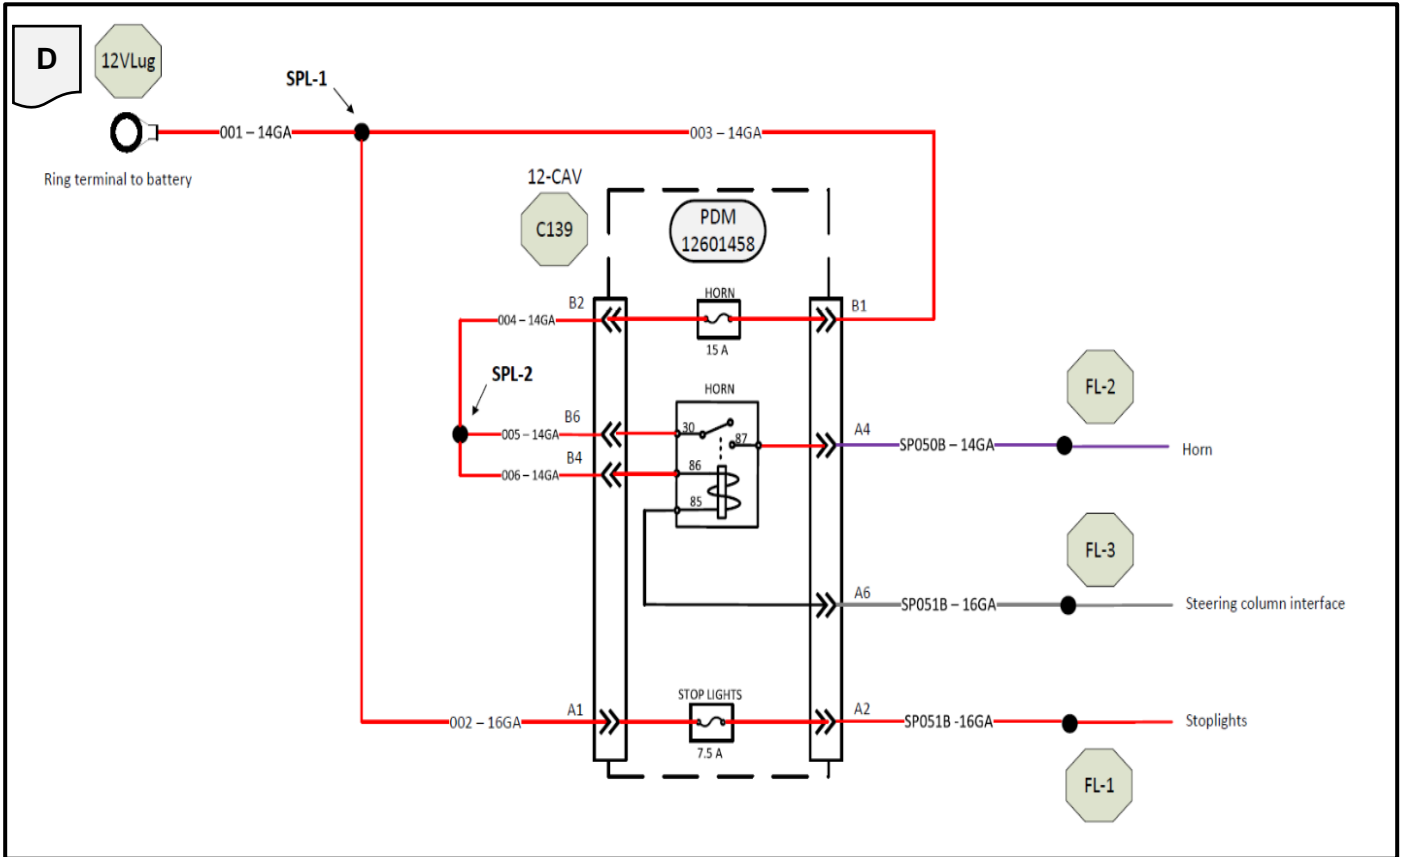 D
12VLug
SPL-1
001 – 14GA
003 – 14GA
Ring terminal to battery
12-CAV
C139
PDM
12601458
B2
HORN
B1
004 – 14GA
15 A
SPL-2
HORN
FL-2
B6
A4
005 – 14GA
30
87
SP050B – 14GA
Horn
B4
86
006 – 14GA
85
FL-3
A6
SP051B – 16GA
Steering column interface
STOP LIGHTS
A1
A2
002 – 16GA
SP051B -16GA
Stoplights
7.5 A
FL-1